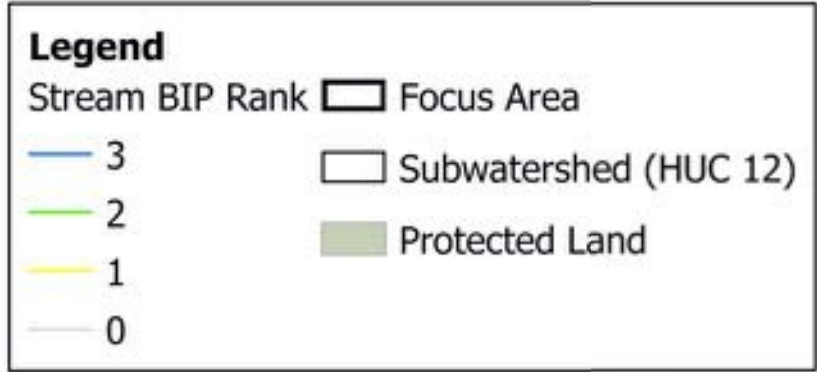 Legend
Stream BIP Rank
3
2
1
0
Focus Area
Subwatershed (HUC 12)
Protected Land